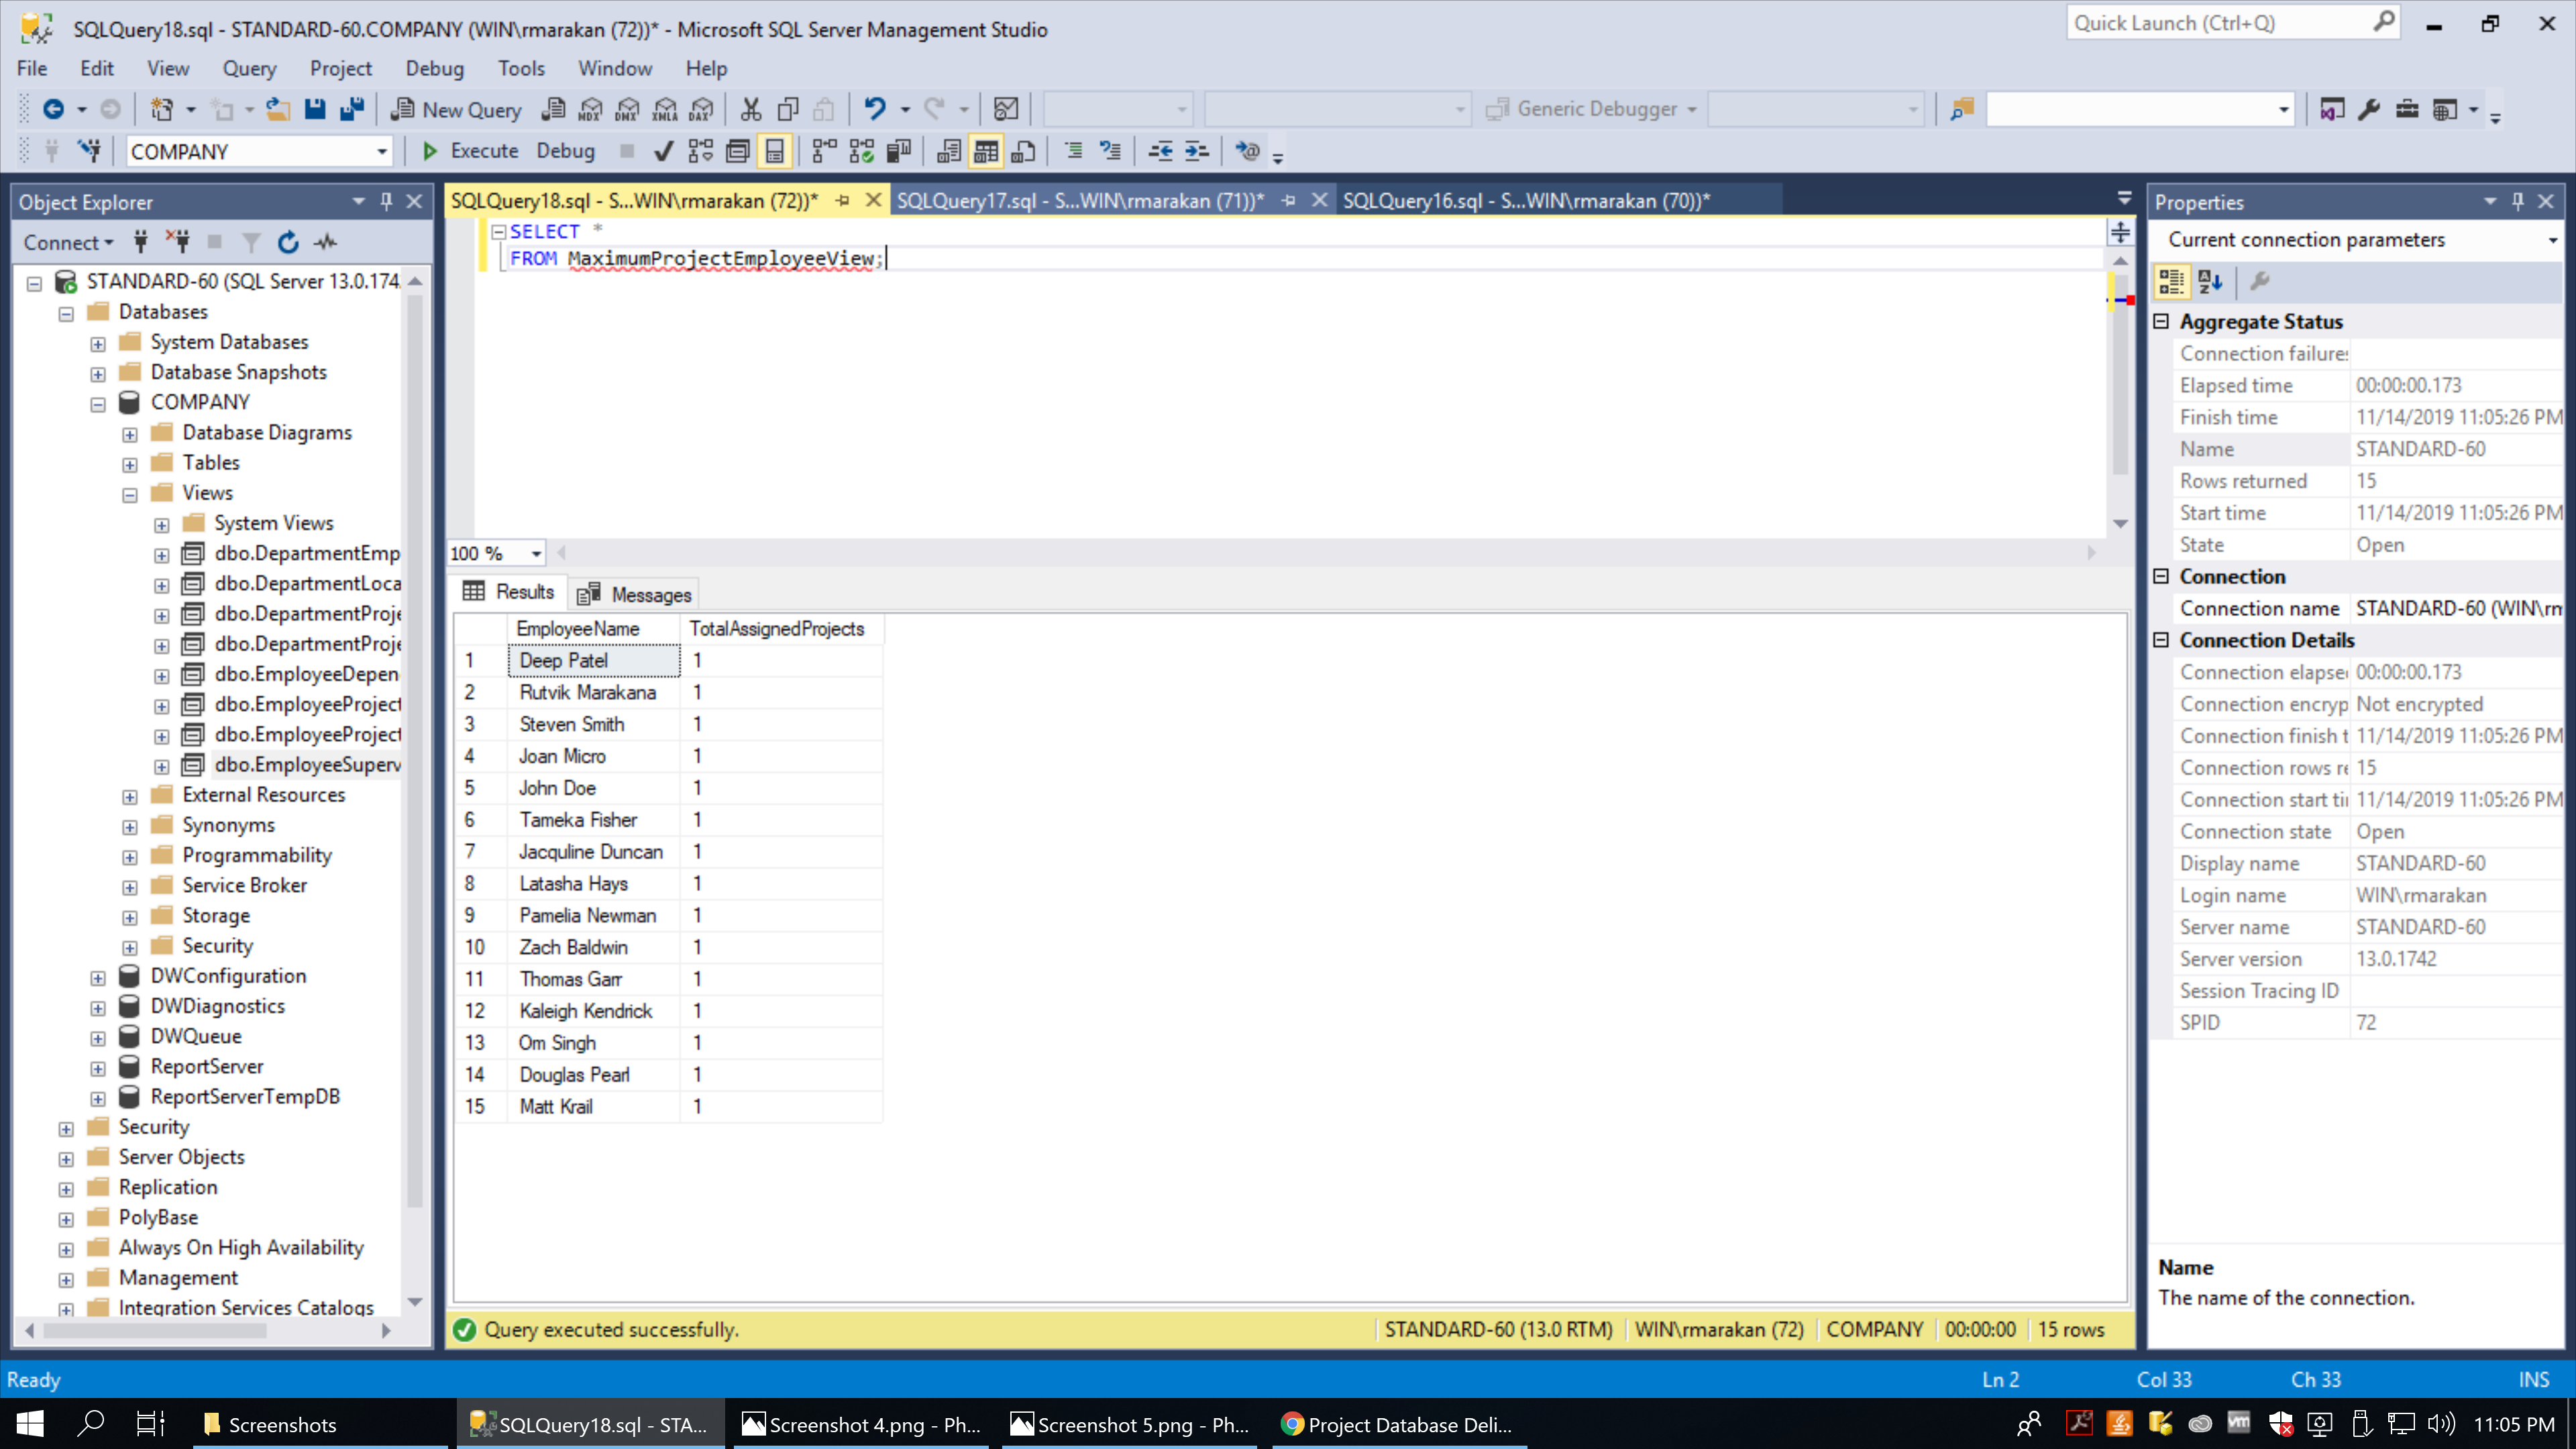 SQLQuery18.sql - STANDARD-60.COMPANY (WIN\rmarakan (72))* - Microsoft SQL Server Management Studio
Quick Launch (Ctrl+Q)
File Edit View Query Project Debug Tools Window Help
New Query MDX DMX XMLA DAX Generic Debugger
COMPANY Execute Debug
Object Explorer
Connect
STANDARD-60 (SQL Server 13.0.174
Databases
System Databases
Database Snapshots
COMPANY
Database Diagrams
Tables
Views
System Views
dbo.DepartmentEmp
dbo.DepartmentLoca
dbo.DepartmentProje
dbo.DepartmentProje
dbo.EmployeeDepen
dbo.EmployeeProject
dbo.EmployeeProject
dbo.EmployeeSuperv
External Resources
Synonyms
Programmability
Service Broker
Storage
Security
DWConfiguration
DWDiagnostics
DWQueue
ReportServer
ReportServerTempDB
Security
Server Objects
Replication
PolyBase
Always On High Availability
Management
Integration Services Catalogs
SQLQuery18.sql - S...WIN\rmarakan (72))* SQLQuery17.sql - S...WIN\rmarakan (71))* SQLQuery16.sql - S...WIN\rmarakan (70))*
SELECT *
FROM MaximumProjectEmployeeView;
100 %
Results Messages
EmployeeName TotalAssignedProjects
1 Deep Patel 1
2 Rutvik Marakana 1
3 Steven Smith 1
4 Joan Micro 1
5 John Doe 1
6 Tameka Fisher 1
7 Jacquline Duncan 1
8 Latasha Hays 1
9 Pamelia Newman 1
10 Zach Baldwin 1
11 Thomas Garr 1
12 Kaleigh Kendrick 1
13 Om Singh 1
14 Douglas Pearl 1
15 Matt Krail 1
Query executed successfully. STANDARD-60 (13.0 RTM) WIN\rmarakan (72) COMPANY 00:00:00 15 rows
Properties
Current connection parameters
Aggregate Status
Connection failures
Elapsed time 00:00:00.173
Finish time 11/14/2019 11:05:26 PM
Name STANDARD-60
Rows returned 15
Start time 11/14/2019 11:05:26 PM
State Open
Connection
Connection name STANDARD-60 (WIN\rm
Connection Details
Connection elapse 00:00:00.173
Connection encryp Not encrypted
Connection finish t 11/14/2019 11:05:26 PM
Connection rows re 15
Connection start ti 11/14/2019 11:05:26 PM
Connection state Open
Display name STANDARD-60
Login name WIN\rmarakan
Server name STANDARD-60
Server version 13.0.1742
Session Tracing ID
SPID 72
Name
The name of the connection.
Ready Ln 2 Col 33 Ch 33 INS
Screenshots SQLQuery18.sql - STA... Screenshot 4.png - Ph... Screenshot 5.png - Ph... Project Database Deli... vm 11:05 PM